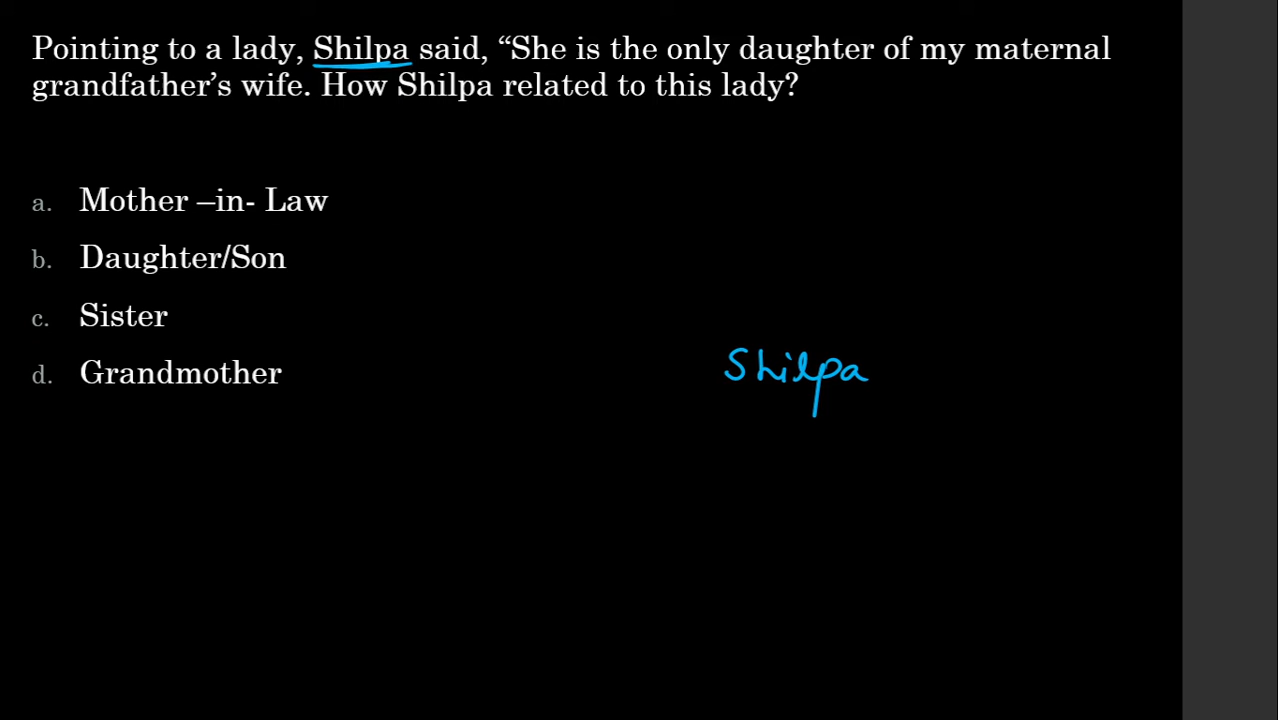 Pointing to a lady, Shilpa said, “She is the only daughter of my maternal
grandfather’s wife. How Shilpa related to this lady?
a. Mother –in- Law
b. Daughter/Son
c. Sister
d. Grandmother
Shilpa